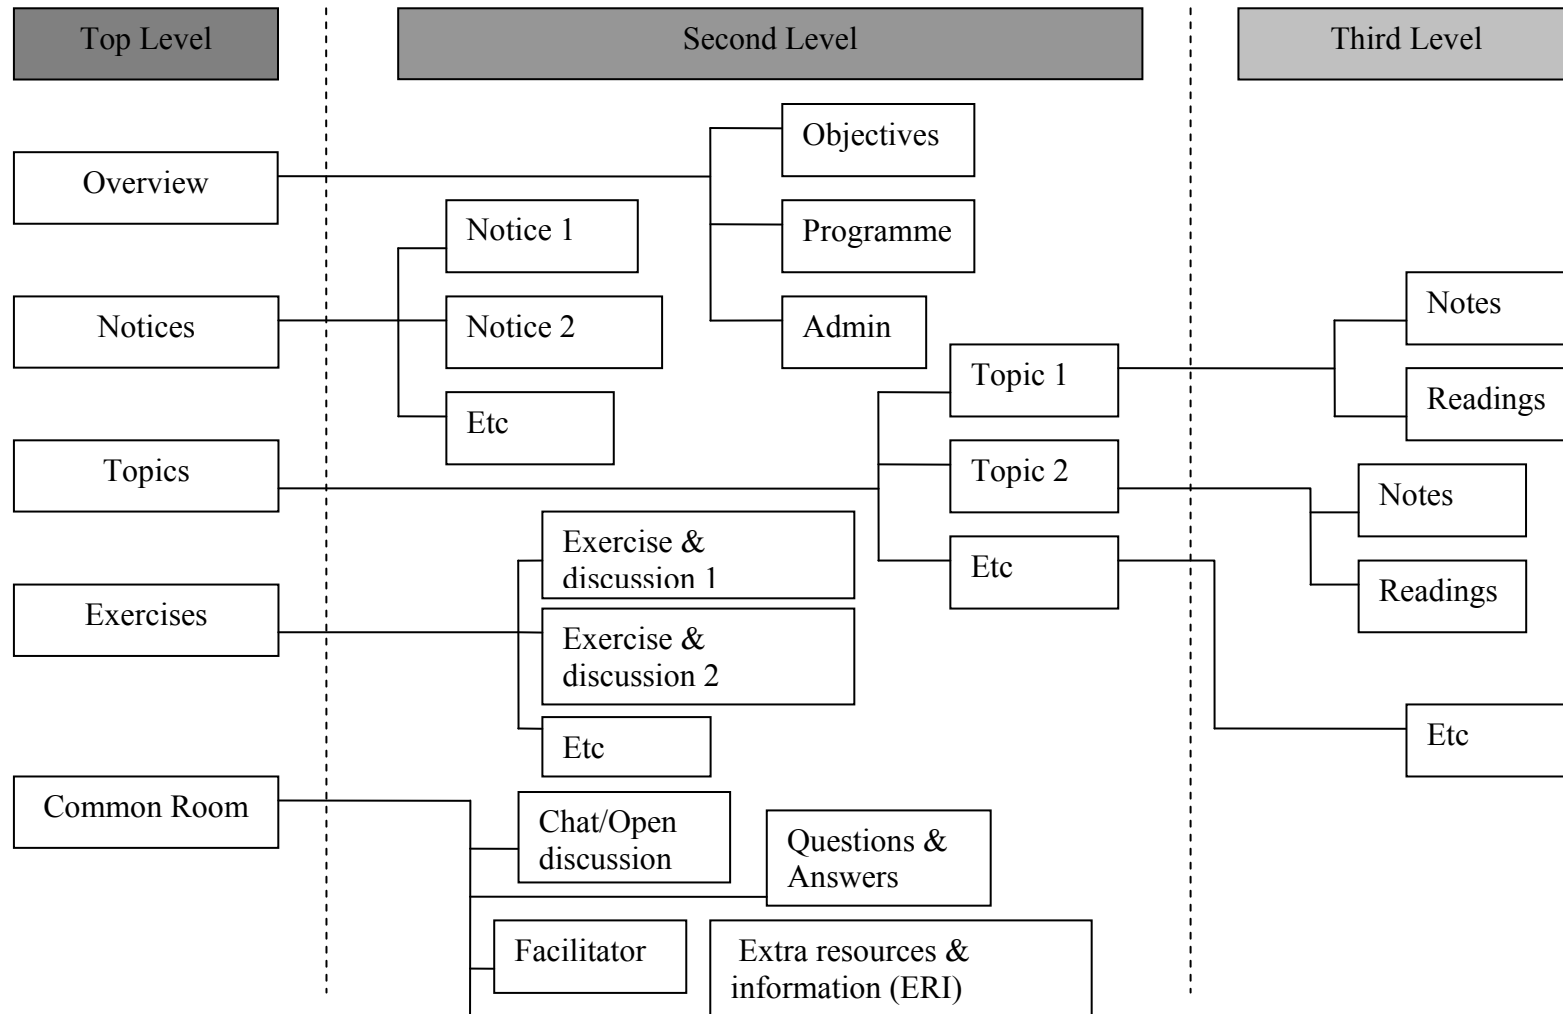 Top Level
Second Level
Third Level
Overview
Objectives
Programme
Admin
Notices
Notice 1
Notice 2
Etc
Topics
Topic 1
Notes
Readings
Topic 2
Notes
Readings
Etc
Etc
Exercises
Exercise &
discussion 1
Exercise &
discussion 2
Etc
Common Room
Chat/Open
discussion
Questions &
Answers
Facilitator
Extra resources &
information (ERI)